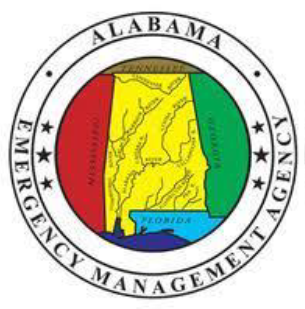 ALABAMA
EMERGENCY MANAGEMENT AGENCY
TENNESSEE
MISSISSIPPI
GEORGIA
FLORIDA